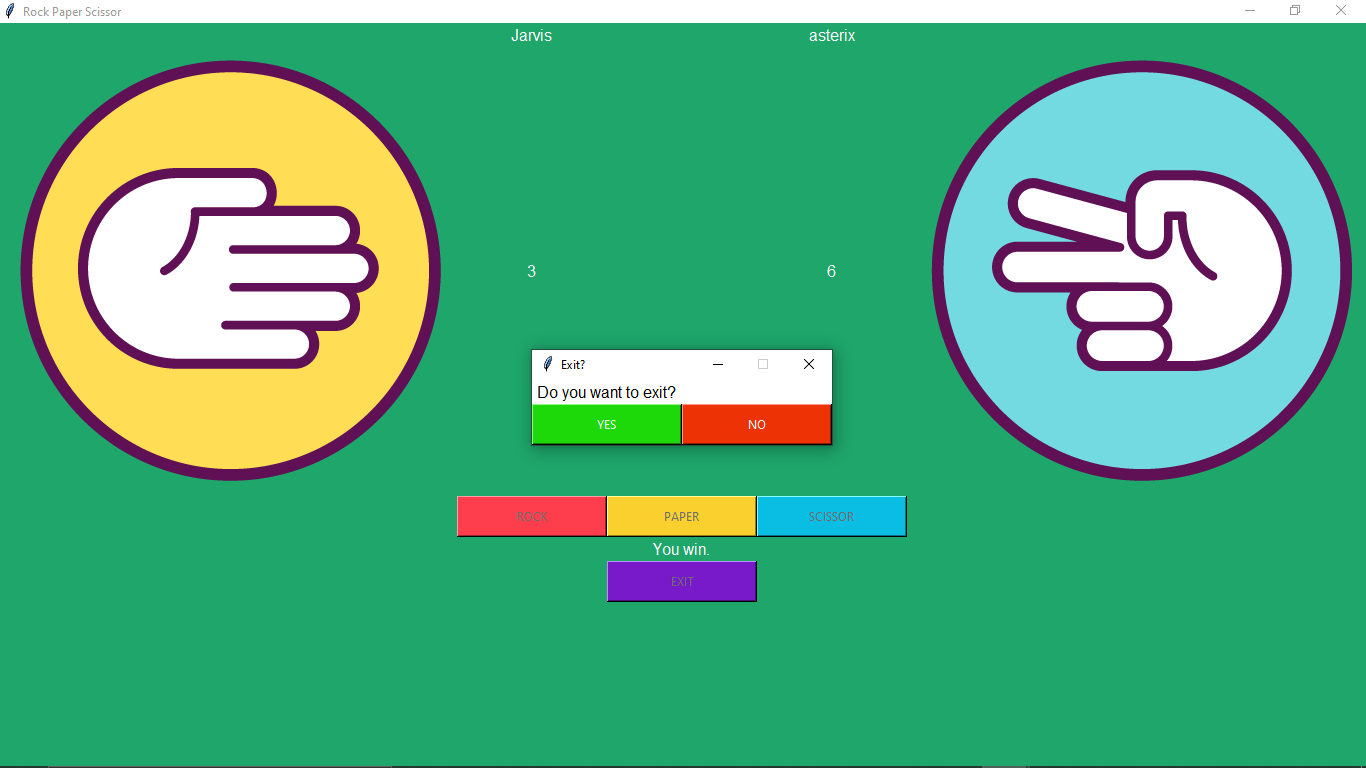 Rock Paper Scissor
Jarvis asterix
3 6
Exit?
Do you want to exit?
YES NO
ROCK PAPER SCISSOR
You win.
EXIT